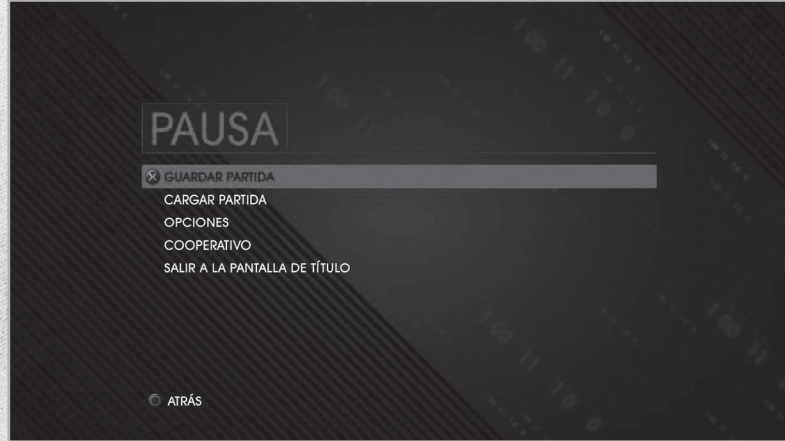 PAUSA
GUARDAR PARTIDA
CARGAR PARTIDA
OPCIONES
COOPERATIVO
SALIR A LA PANTALLA DE TÍTULO
ATRÁS